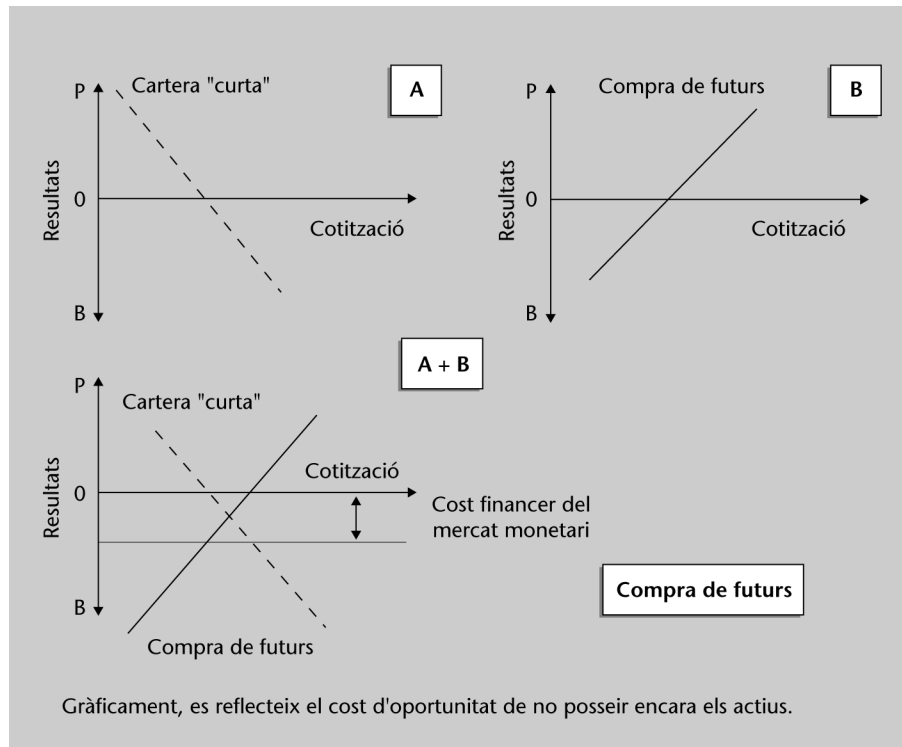 Cartera "curta"
A
P
Resultats
0
Cotització
B
Compra de futurs
B
P
Resultats
0
Cotització
B
A + B
P
Cartera "curta"
Resultats
Cotització
0
Cost financer del
mercat monetari
B
Compra de futurs
Compra de futurs
Gràficament, es reflecteix el cost d'oportunitat de no posseir encara els actius.